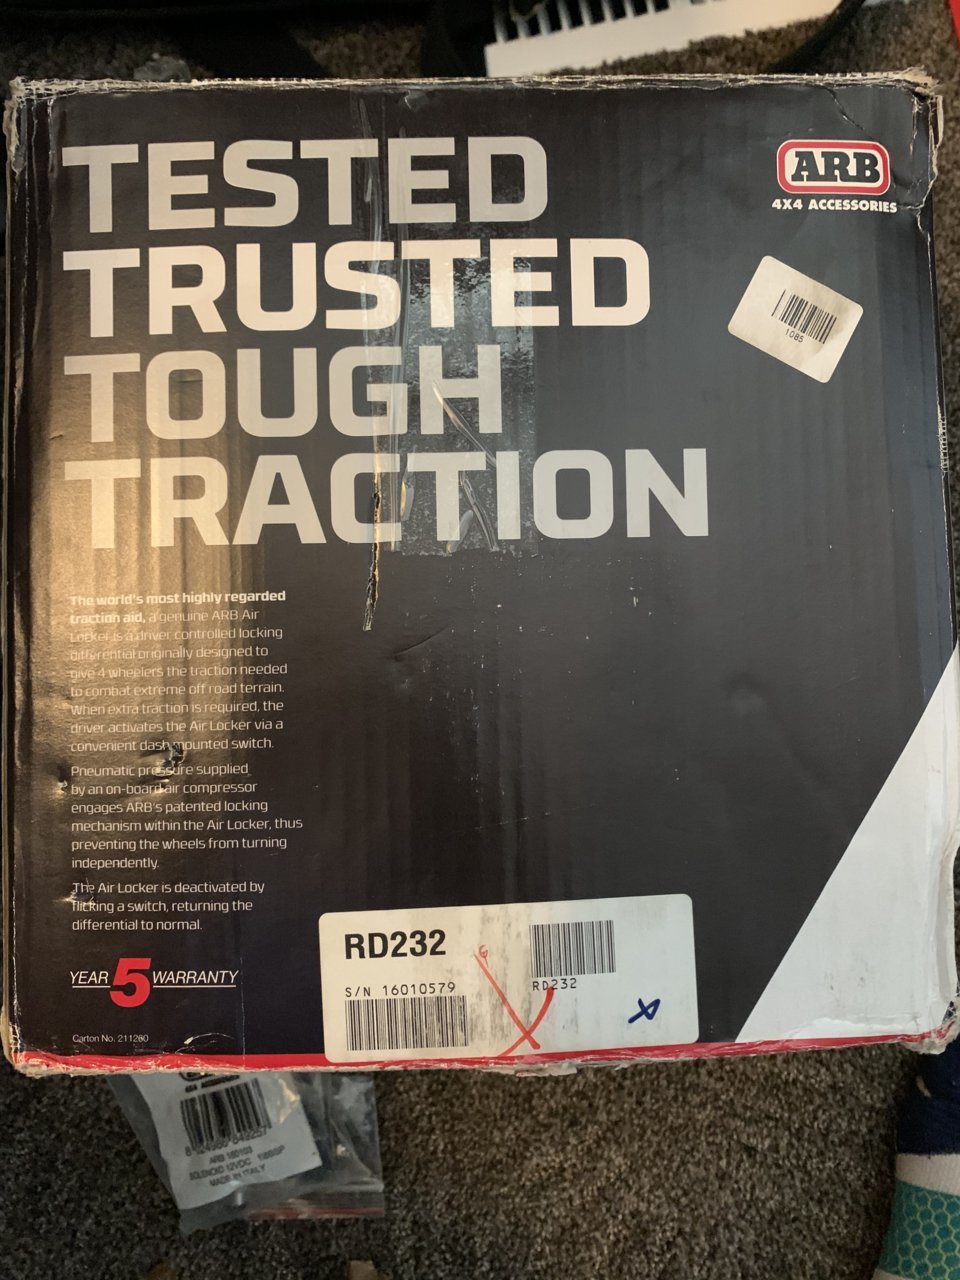 TESTED
TRUSTED
TOUGH
TRACTION
ARB
4X4 ACCESSORIES
1085
The world's most highly regarded
traction aid, a genuine ARB Air
Locker is a driver controlled locking
differential originally designed to
give 4 wheelers the traction needed
to combat extreme off road terrain.
When extra traction is required, the
driver activates the Air Locker via a
convenient dash mounted switch.
Pneumatic pressure supplied
by an on-board air compressor
engages ARB's patented locking
mechanism within the Air Locker, thus
preventing the wheels from turning
independently.
The Air Locker is deactivated by
flicking a switch, returning the
differential to normal.
YEAR 5 WARRANTY
Carton No. 211260
RD232
S/N 16010579
RD232
4X4 ACCESSORIES
ARB 180103
SOLENOID 12VDC
MADE IN ITALY